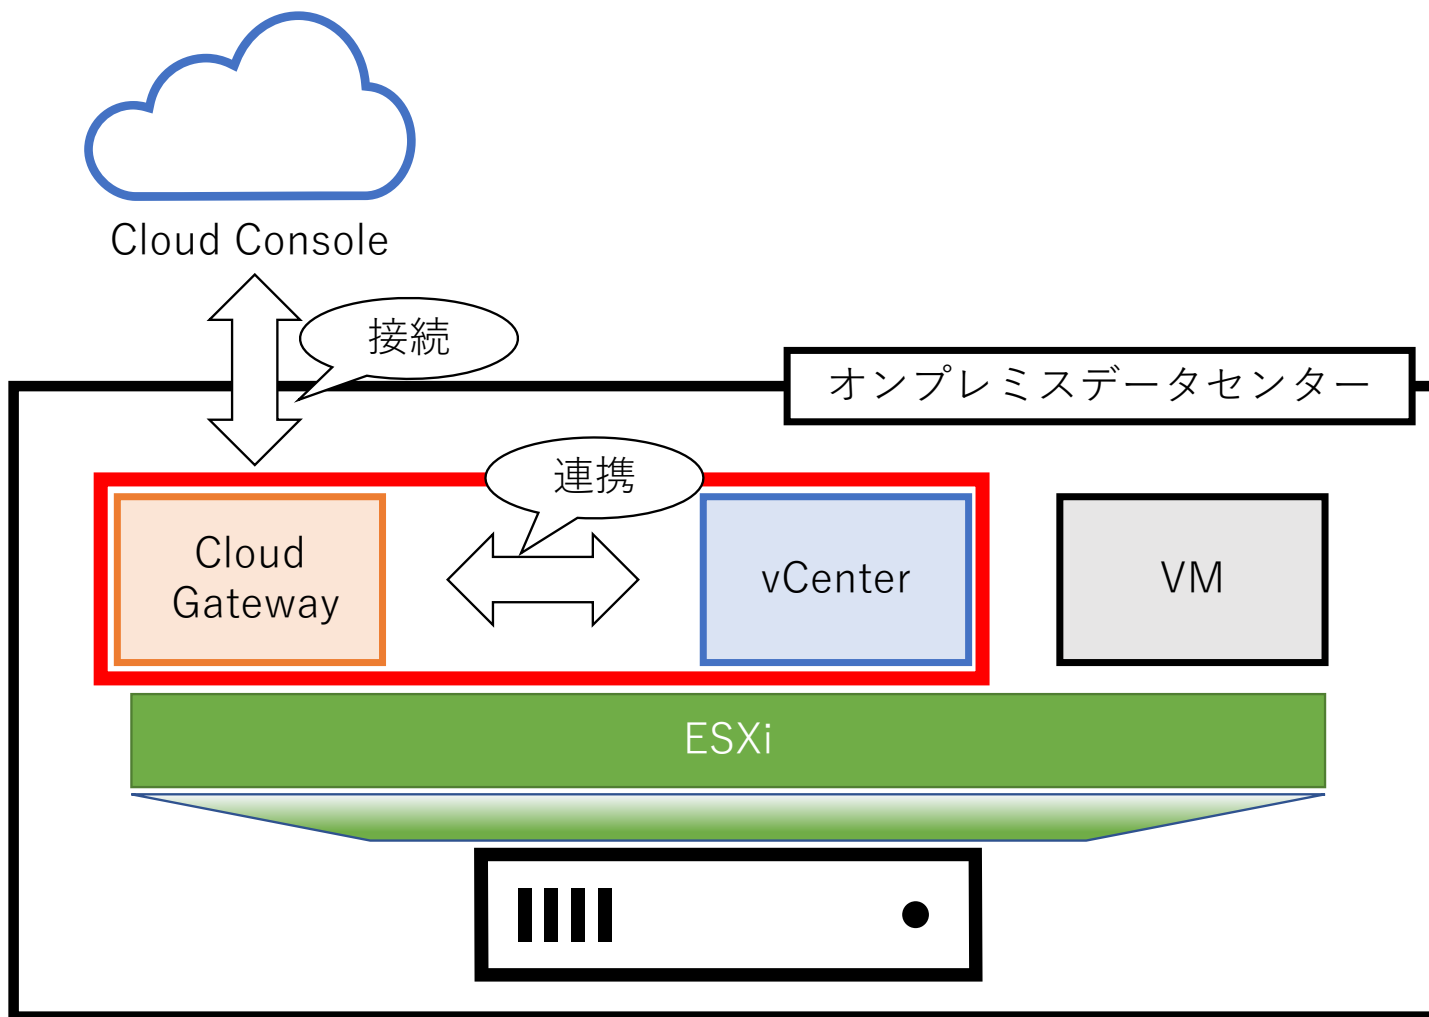 Cloud Console
接続
オンプレミスデータセンター
連携
Cloud
Gateway
vCenter
VM
ESXi